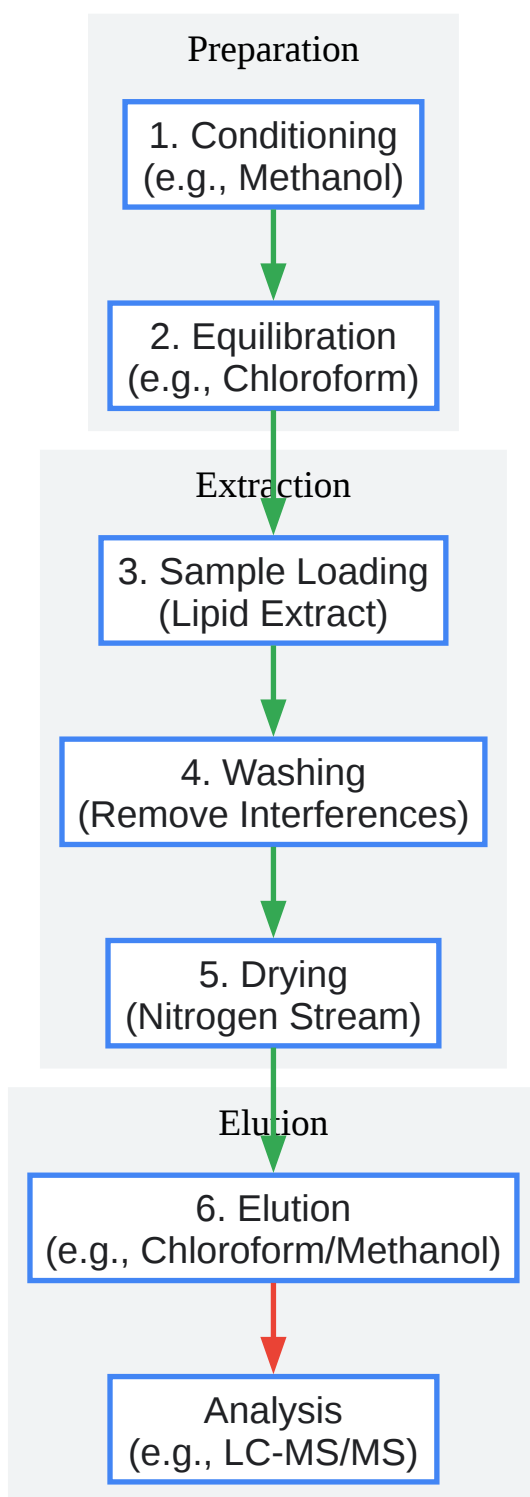 Preparation
1. Conditioning
(e.g., Methanol)
2. Equilibration
(e.g., Chloroform)
Extraction
3. Sample Loading
(Lipid Extract)
4. Washing
(Remove Interferences)
5. Drying
(Nitrogen Stream)
Elution
6. Elution
(e.g., Chloroform/Methanol)
Analysis
(e.g., LC-MS/MS)